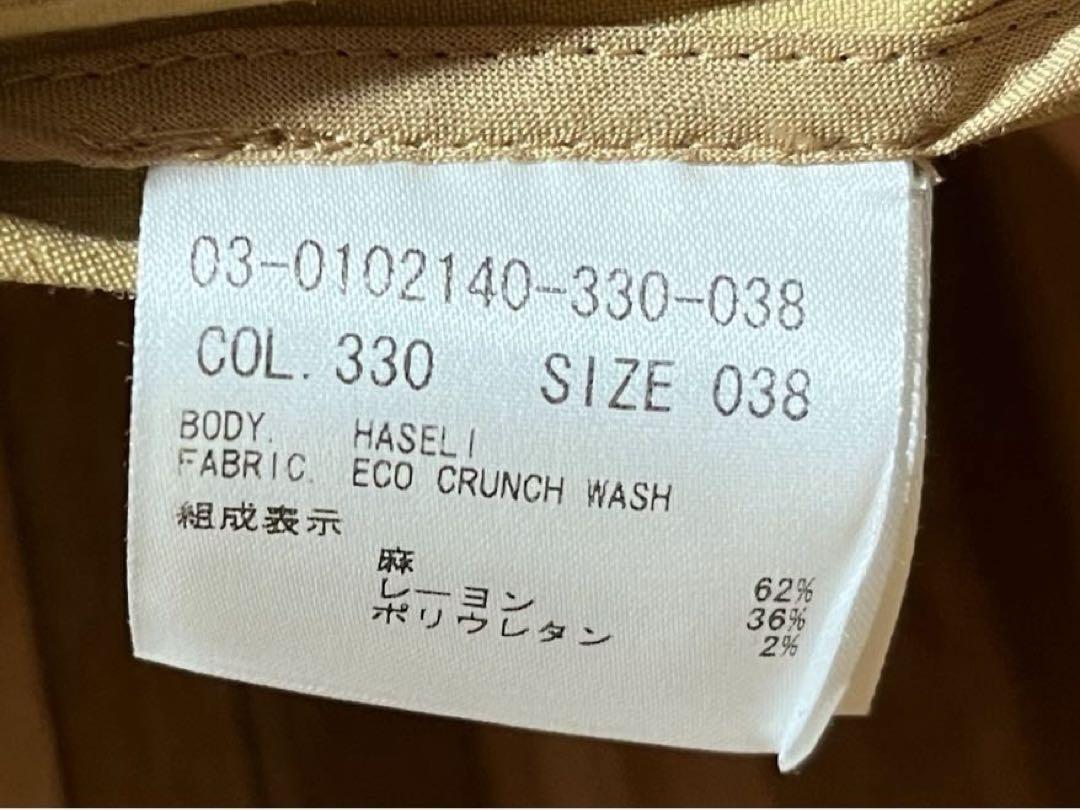 03-0102140-330-038
COL. 330 SIZE 038
BODY. HASELI
FABRIC. ECO CRUNCH WASH
組成表示
麻 62%
レーヨン 36%
ポリウレタン 2%